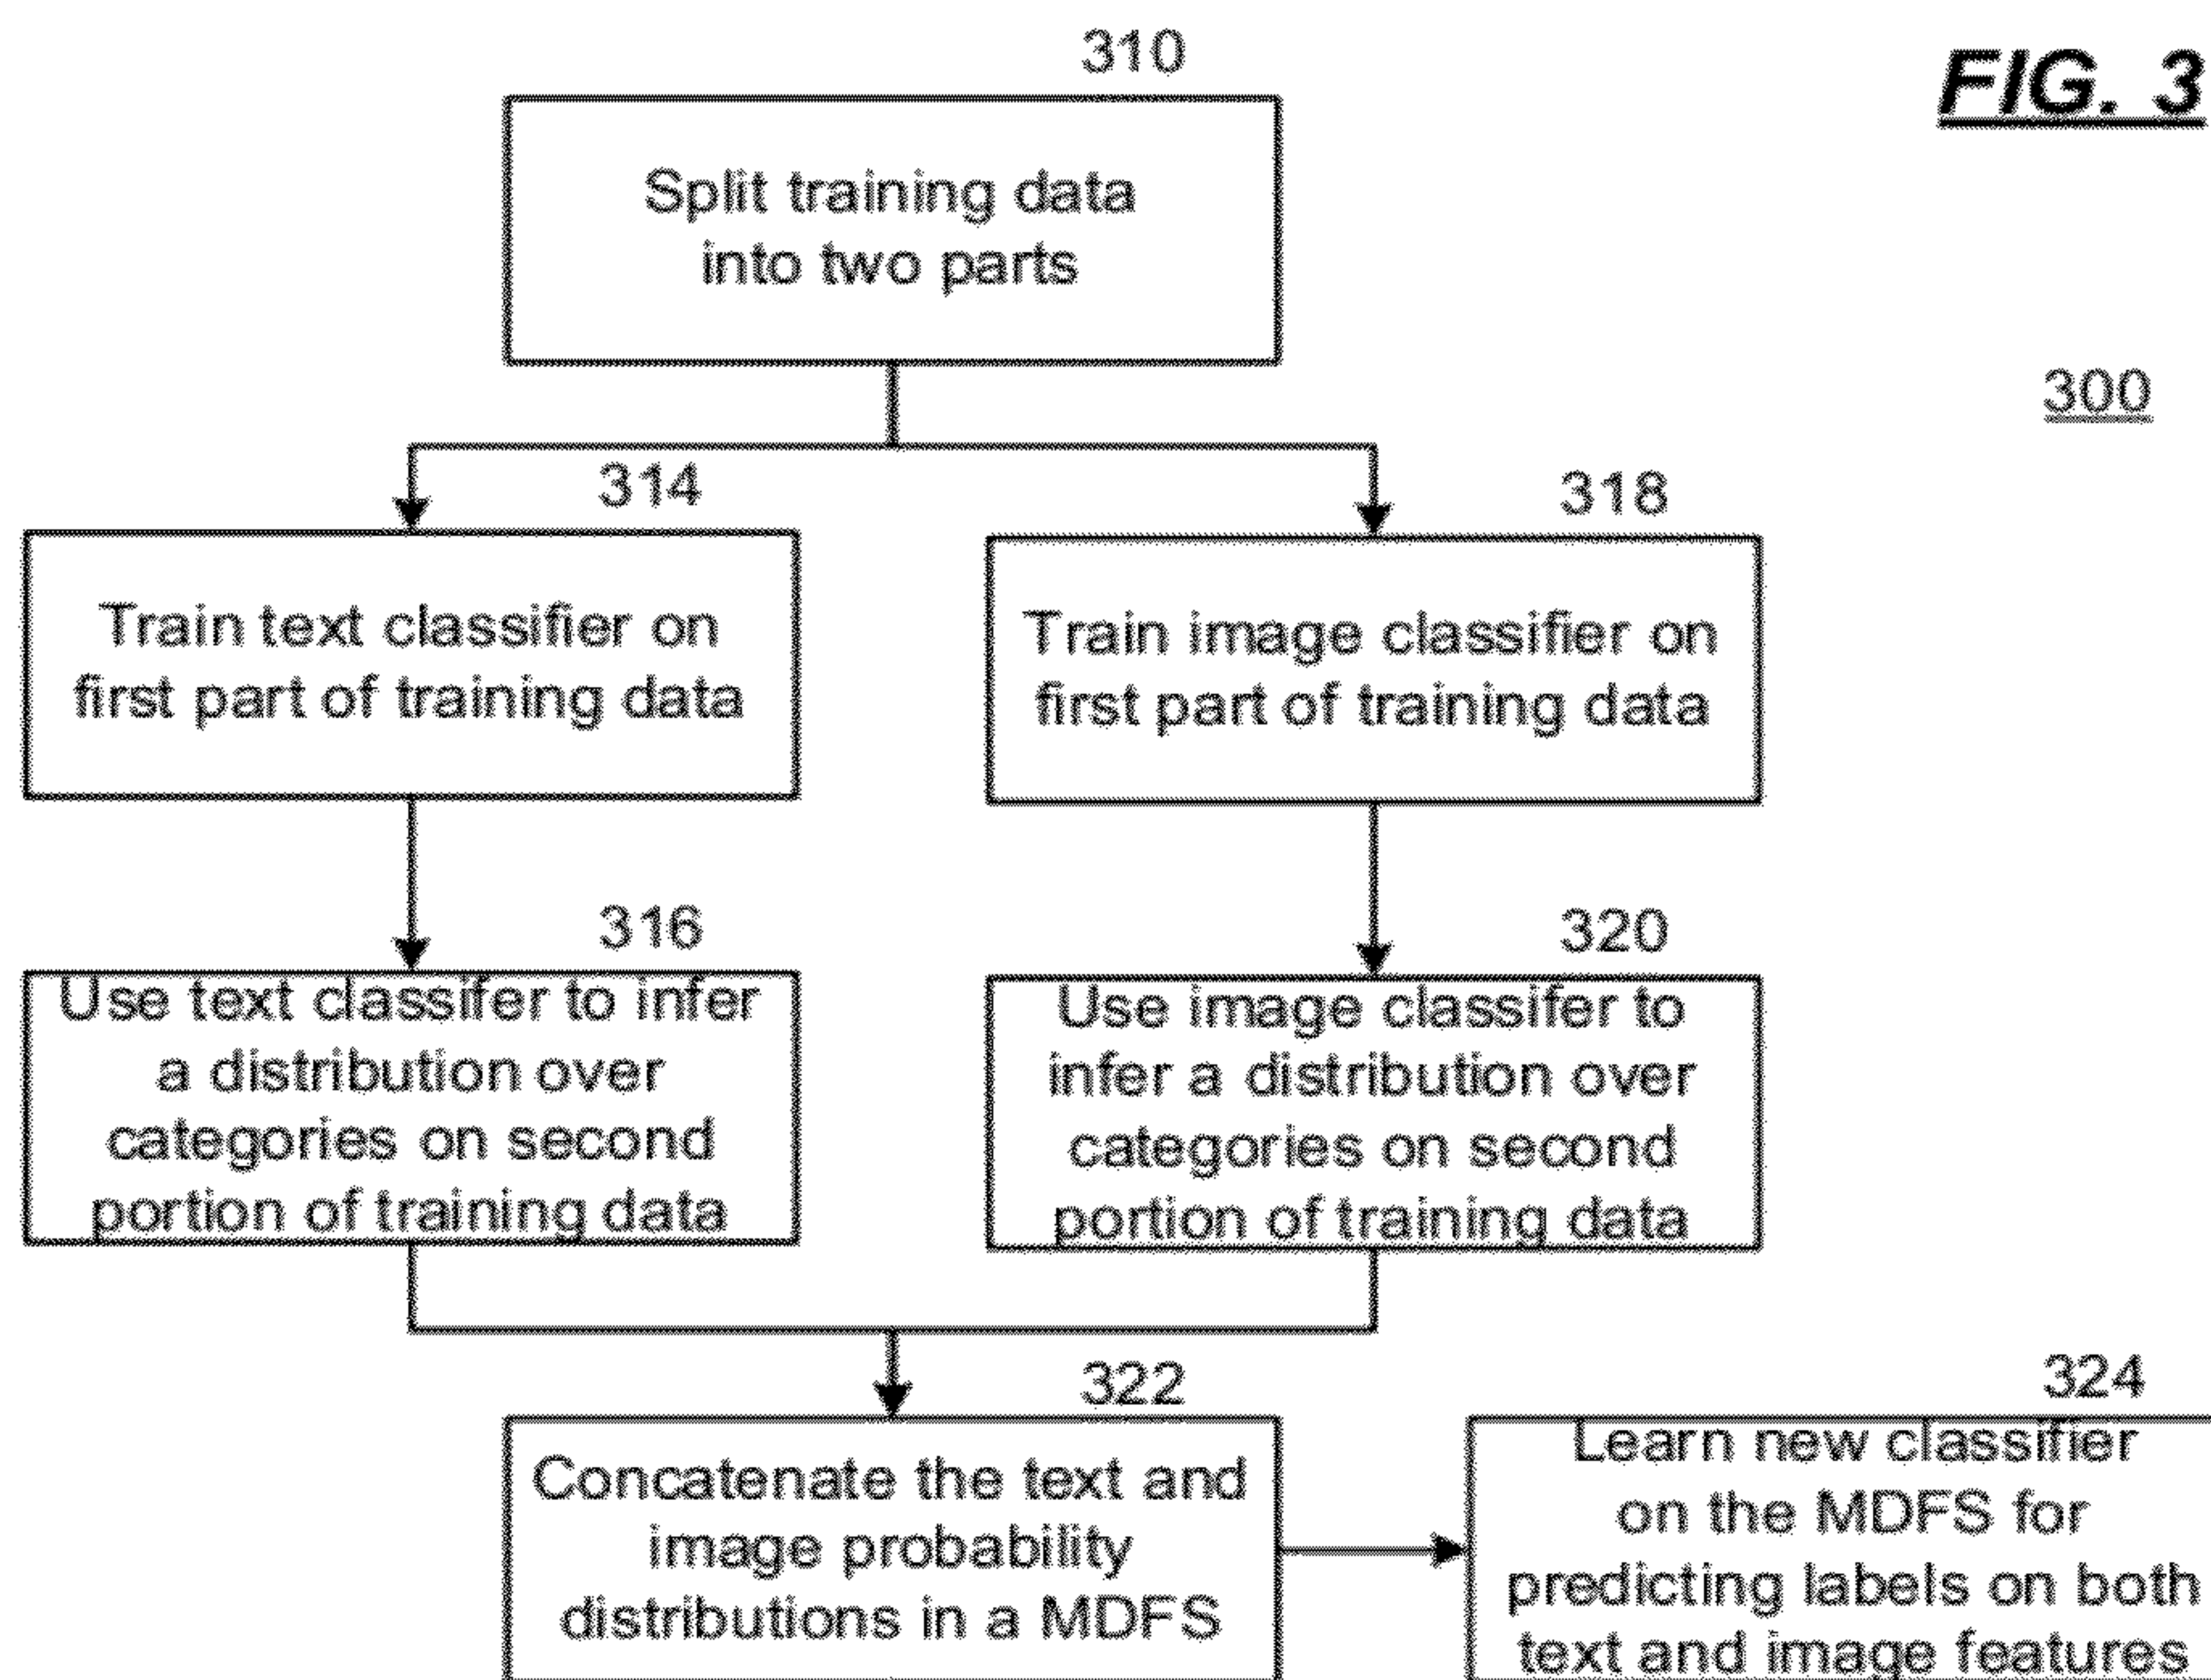 FIG. 3
300
310
Split training data
into two parts
314
Train text classifier on
first part of training data
318
Train image classifier on
first part of training data
316
Use text classifer to infer
a distribution over
categories on second
portion of training data
320
Use image classifer to
infer a distribution over
categories on second
portion of training data
322
Concatenate the text and
image probability
distributions in a MDFS
324
Learn new classifier
on the MDFS for
predicting labels on both
text and image features